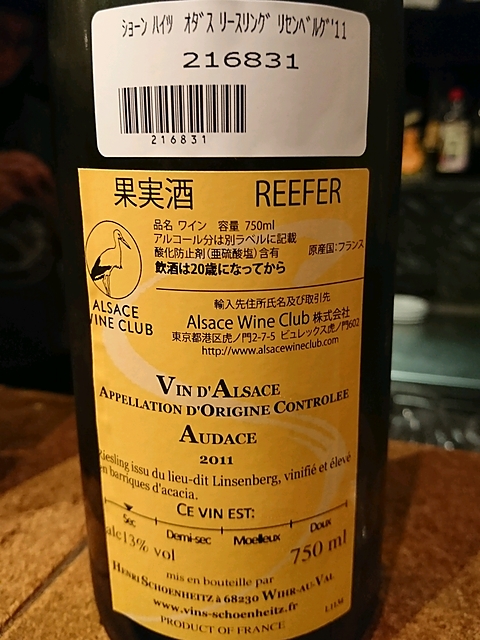 ショーン ハイツ オダス リースリング リセンベルグ'11
216831
216831
果実酒 REEFER
品名 ワイン 容量 750ml
アルコール分は別ラベルに記載
酸化防止剤(亜硫酸塩)含有 原産国:フランス
飲酒は20歳になってから
ALSACE
WINE CLUB
輸入先住所氏名及び取引先
Alsace Wine Club 株式会社
東京都港区虎ノ門2-7-5 ビュレックス虎ノ門602
http://www.alsacewineclub.com
VIN D'ALSACE
APPELLATION D'ORIGINE CONTROLEE
AUDACE
2011
Riesling issu du lieu-dit Linsenberg, vinifié et élevé
en barriques d'acacia.
CE VIN EST:
Sec Demi-sec Moelleux Doux
alc13% vol 750 ml
mis en bouteille par
HENRI SCHOENHEITZ à 68230 WIHR-AU-VAL
www.vins-schoenheitz.fr
PRODUCT OF FRANCE